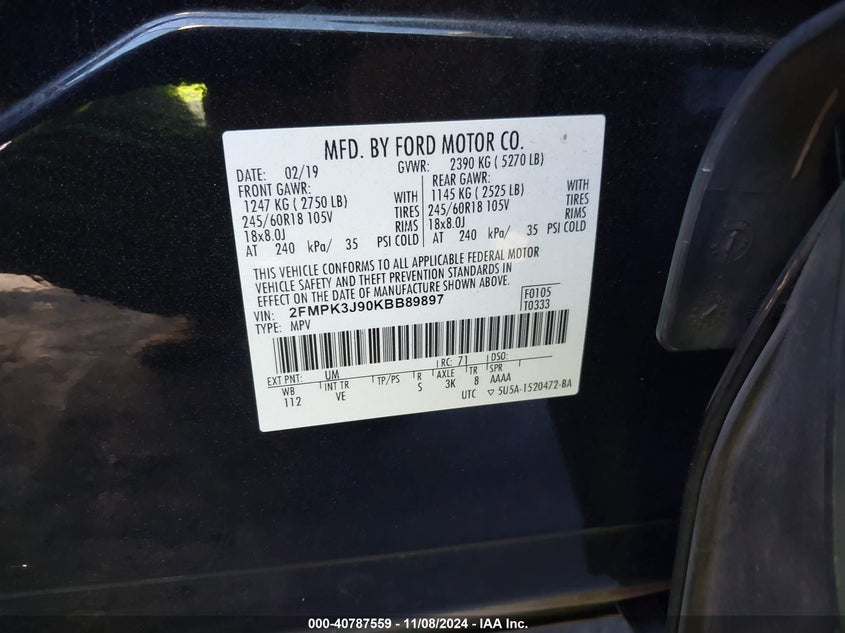 MFD. BY FORD MOTOR CO.
DATE: 02/19 GVWR: 2390 KG ( 5270 LB)
FRONT GAWR: REAR GAWR:
1247 KG ( 2750 LB) WITH 1145 KG ( 2525 LB) WITH
245/60R18 105V TIRES 245/60R18 105V TIRES
18x8.0J RIMS 18x8.0J RIMS
AT 240 kPa/ 35 PSI COLD AT 240 kPa/ 35 PSI COLD
THIS VEHICLE CONFORMS TO ALL APPLICABLE FEDERAL MOTOR
VEHICLE SAFETY AND THEFT PREVENTION STANDARDS IN
EFFECT ON THE DATE OF MANUFACTURE SHOWN ABOVE.
VIN: 2FMPK3J90KBB89897 F0105
TYPE: MPV T0333
EXT PNT: UM RC: 71 DSO:
WB INT TR TP/PS R AXLE TR SPR
112 VE S 3K 8 AAAA
UTC ▽ 5U5A-1520472-BA
000-40787559 - 11/08/2024 - IAA Inc.